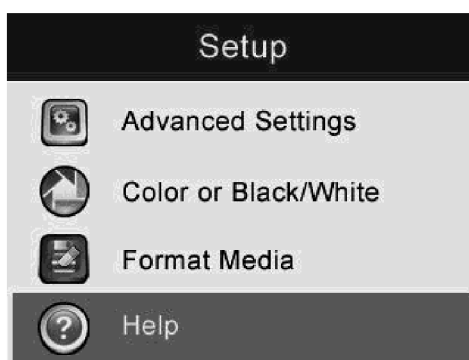 Setup
Advanced Settings
Color or Black/White
Format Media
? Help